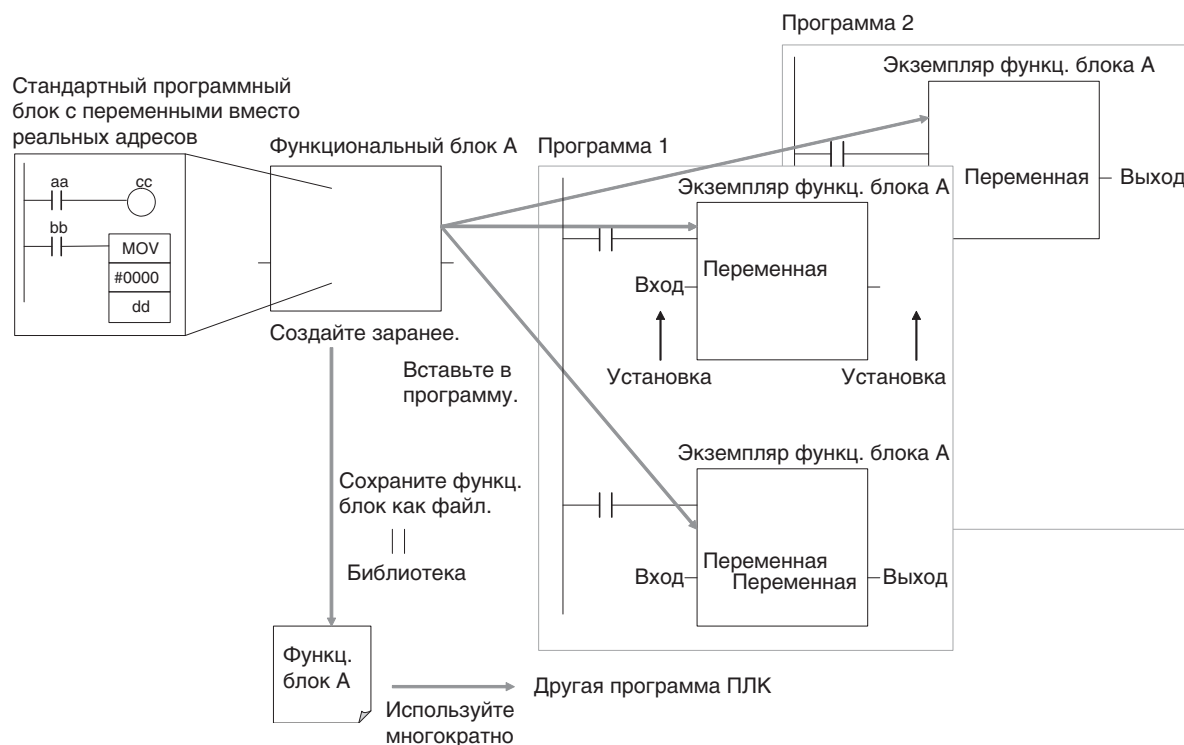 Программа 2
Экземпляр функц. блока A
Переменная
Выход
Стандартный программный
блок с переменными вместо
реальных адресов
aa
cc
bb
MOV
#0000
dd
Функциональный блок A
Создайте заранее.
Программа 1
Экземпляр функц. блока A
Переменная
Вход
Установка
Установка
Вставьте в
программу.
Экземпляр функц. блока A
Переменная
Вход
Переменная
Выход
Сохраните функц.
блок как файл.
Библиотека
Функц.
блок A
Другая программа ПЛК
Используйте
многократно